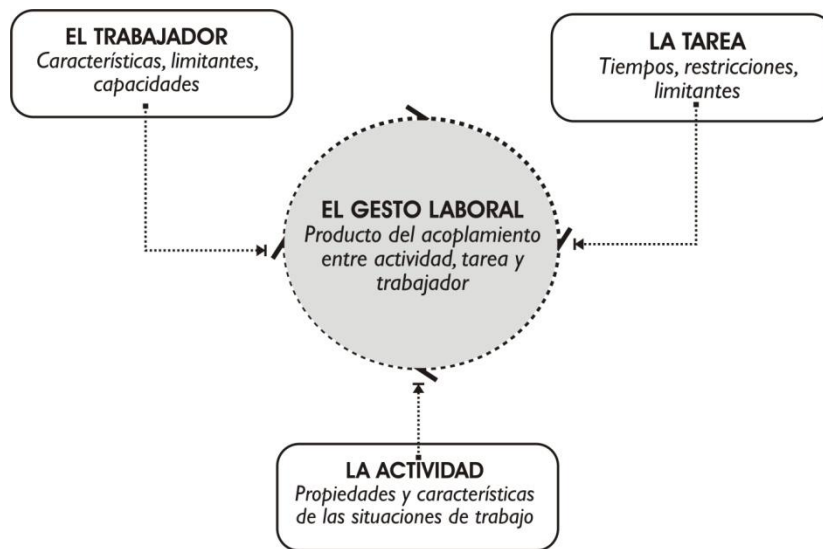 EL TRABAJADOR
Características, limitantes,
capacidades
LA TAREA
Tiempos, restricciones,
limitantes
EL GESTO LABORAL
Producto del acoplamiento
entre actividad, tarea y
trabajador
LA ACTIVIDAD
Propiedades y características
de las situaciones de trabajo